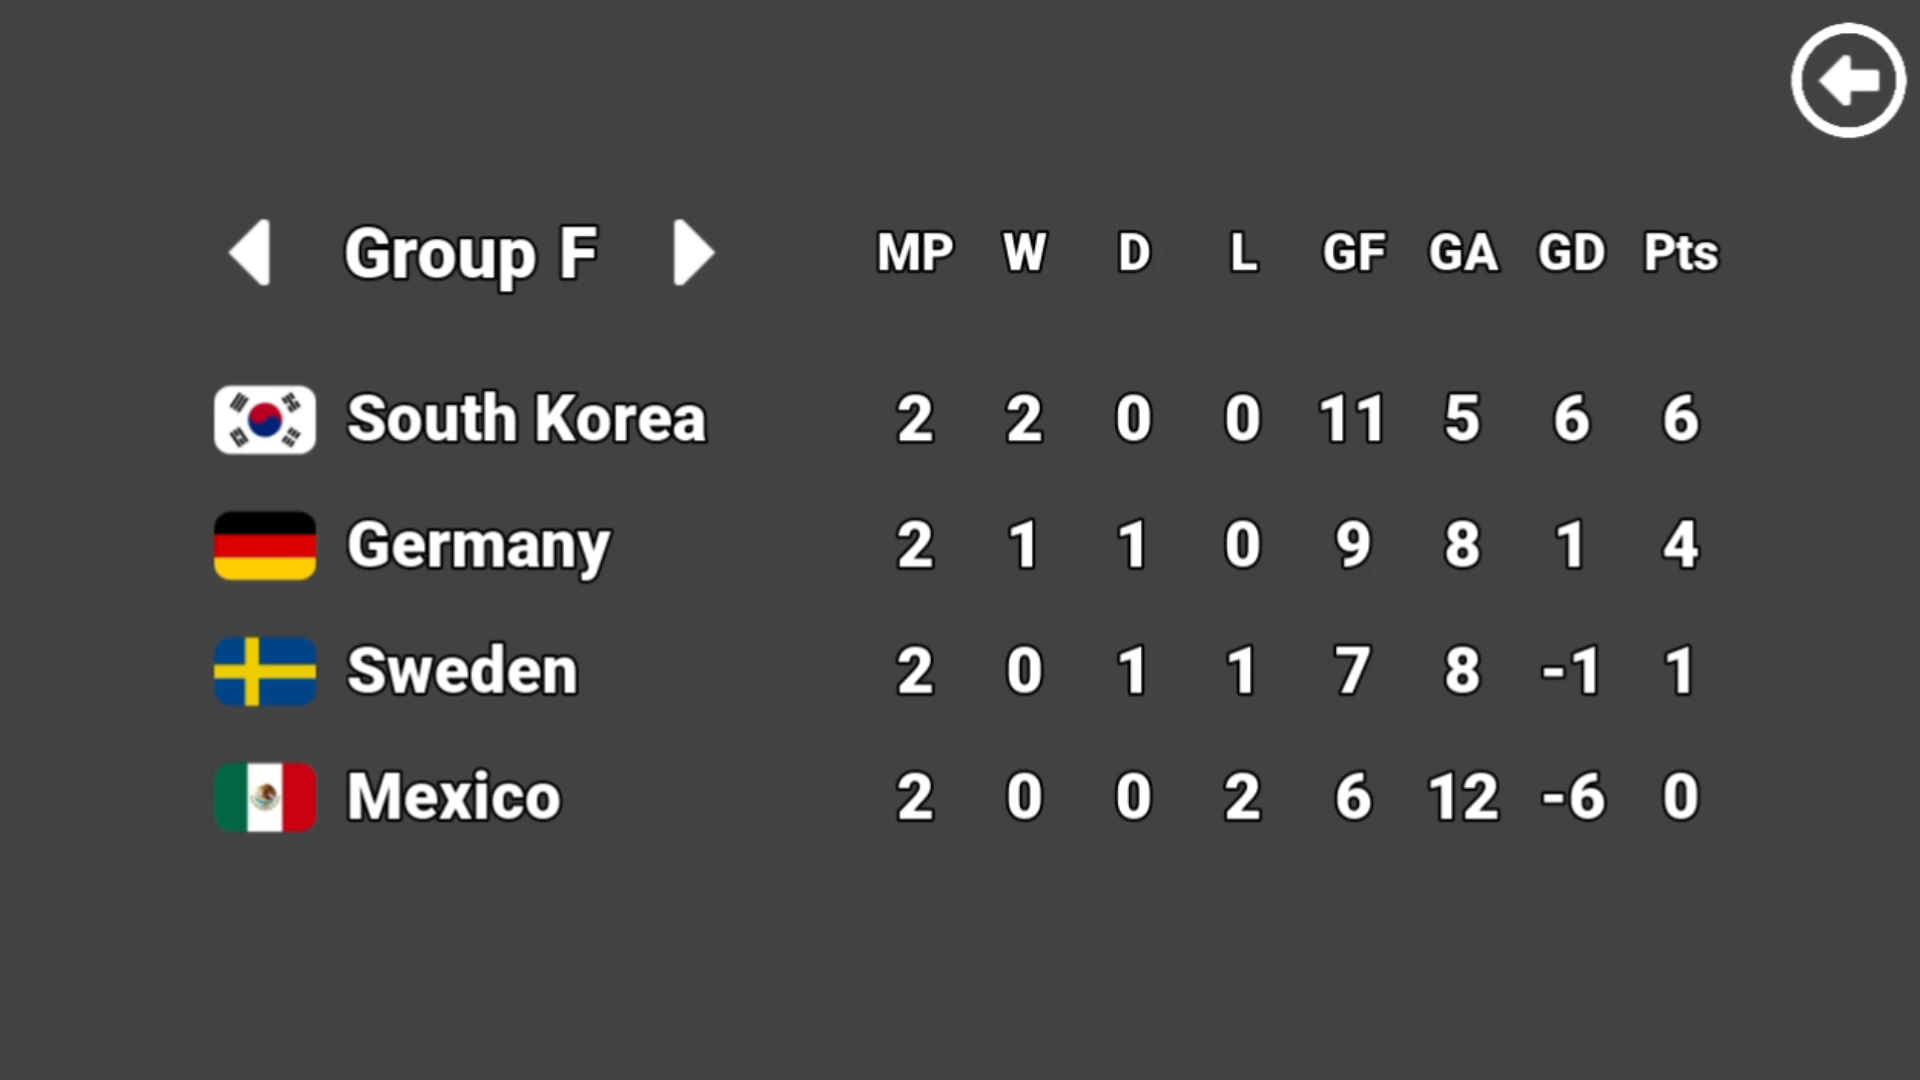 Group F MP W D L GF GA GD Pts
South Korea 2 2 0 0 11 5 6 6
Germany 2 1 1 0 9 8 1 4
Sweden 2 0 1 1 7 8 -1 1
Mexico 2 0 0 2 6 12 -6 0